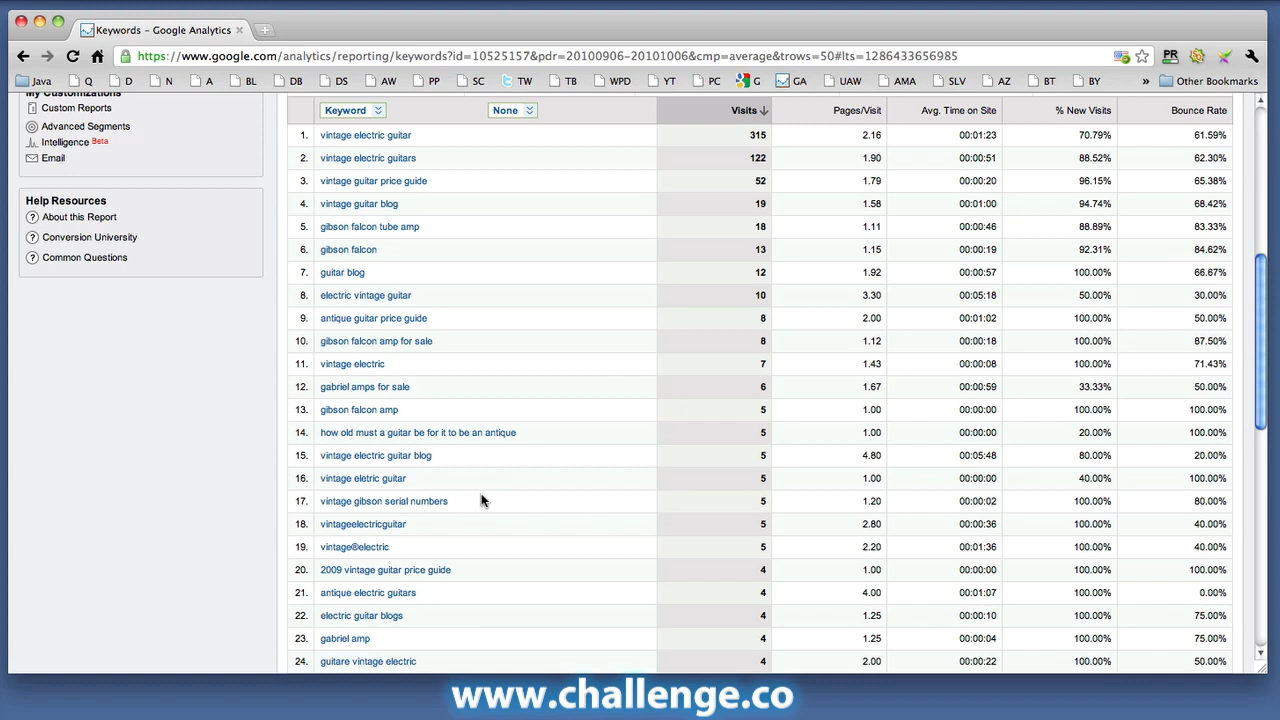 Keywords – Google Analytics
https://www.google.com/analytics/reporting/keywords?id=10525157&pdr=20100906-20101006&cmp=average&trows=50#lts=1286433656985
PR
Java Q D N A BL DB DS AW PP SC TW TB WPD YT PC G GA UAW AMA SLV AZ BT BY » Other Bookmarks
My Customizations
Custom Reports
Advanced Segments
Intelligence Beta
Email
Help Resources
? About this Report
? Conversion University
? Common Questions
Keyword None Visits Pages/Visit Avg. Time on Site % New Visits Bounce Rate
1. vintage electric guitar 315 2.16 00:01:23 70.79% 61.59%
2. vintage electric guitars 122 1.90 00:00:51 88.52% 62.30%
3. vintage guitar price guide 52 1.79 00:00:20 96.15% 65.38%
4. vintage guitar blog 19 1.58 00:01:00 94.74% 68.42%
5. gibson falcon tube amp 18 1.11 00:00:46 88.89% 83.33%
6. gibson falcon 13 1.15 00:00:19 92.31% 84.62%
7. guitar blog 12 1.92 00:00:57 100.00% 66.67%
8. electric vintage guitar 10 3.30 00:05:18 50.00% 30.00%
9. antique guitar price guide 8 2.00 00:01:02 100.00% 50.00%
10. gibson falcon amp for sale 8 1.12 00:00:18 100.00% 87.50%
11. vintage electric 7 1.43 00:00:08 100.00% 71.43%
12. gabriel amps for sale 6 1.67 00:00:59 33.33% 50.00%
13. gibson falcon amp 5 1.00 00:00:00 100.00% 100.00%
14. how old must a guitar be for it to be an antique 5 1.00 00:00:00 20.00% 100.00%
15. vintage electric guitar blog 5 4.80 00:05:48 80.00% 20.00%
16. vintage eletric guitar 5 1.00 00:00:00 40.00% 100.00%
17. vintage gibson serial numbers 5 1.20 00:00:02 100.00% 80.00%
18. vintageelectricguitar 5 2.80 00:00:36 100.00% 40.00%
19. vintage®electric 5 2.20 00:01:36 100.00% 40.00%
20. 2009 vintage guitar price guide 4 1.00 00:00:00 100.00% 100.00%
21. antique electric guitars 4 4.00 00:01:07 100.00% 0.00%
22. electric guitar blogs 4 1.25 00:00:10 100.00% 75.00%
23. gabriel amp 4 1.25 00:00:04 100.00% 75.00%
24. guitare vintage electric 4 2.00 00:00:22 100.00% 50.00%
www.challenge.co